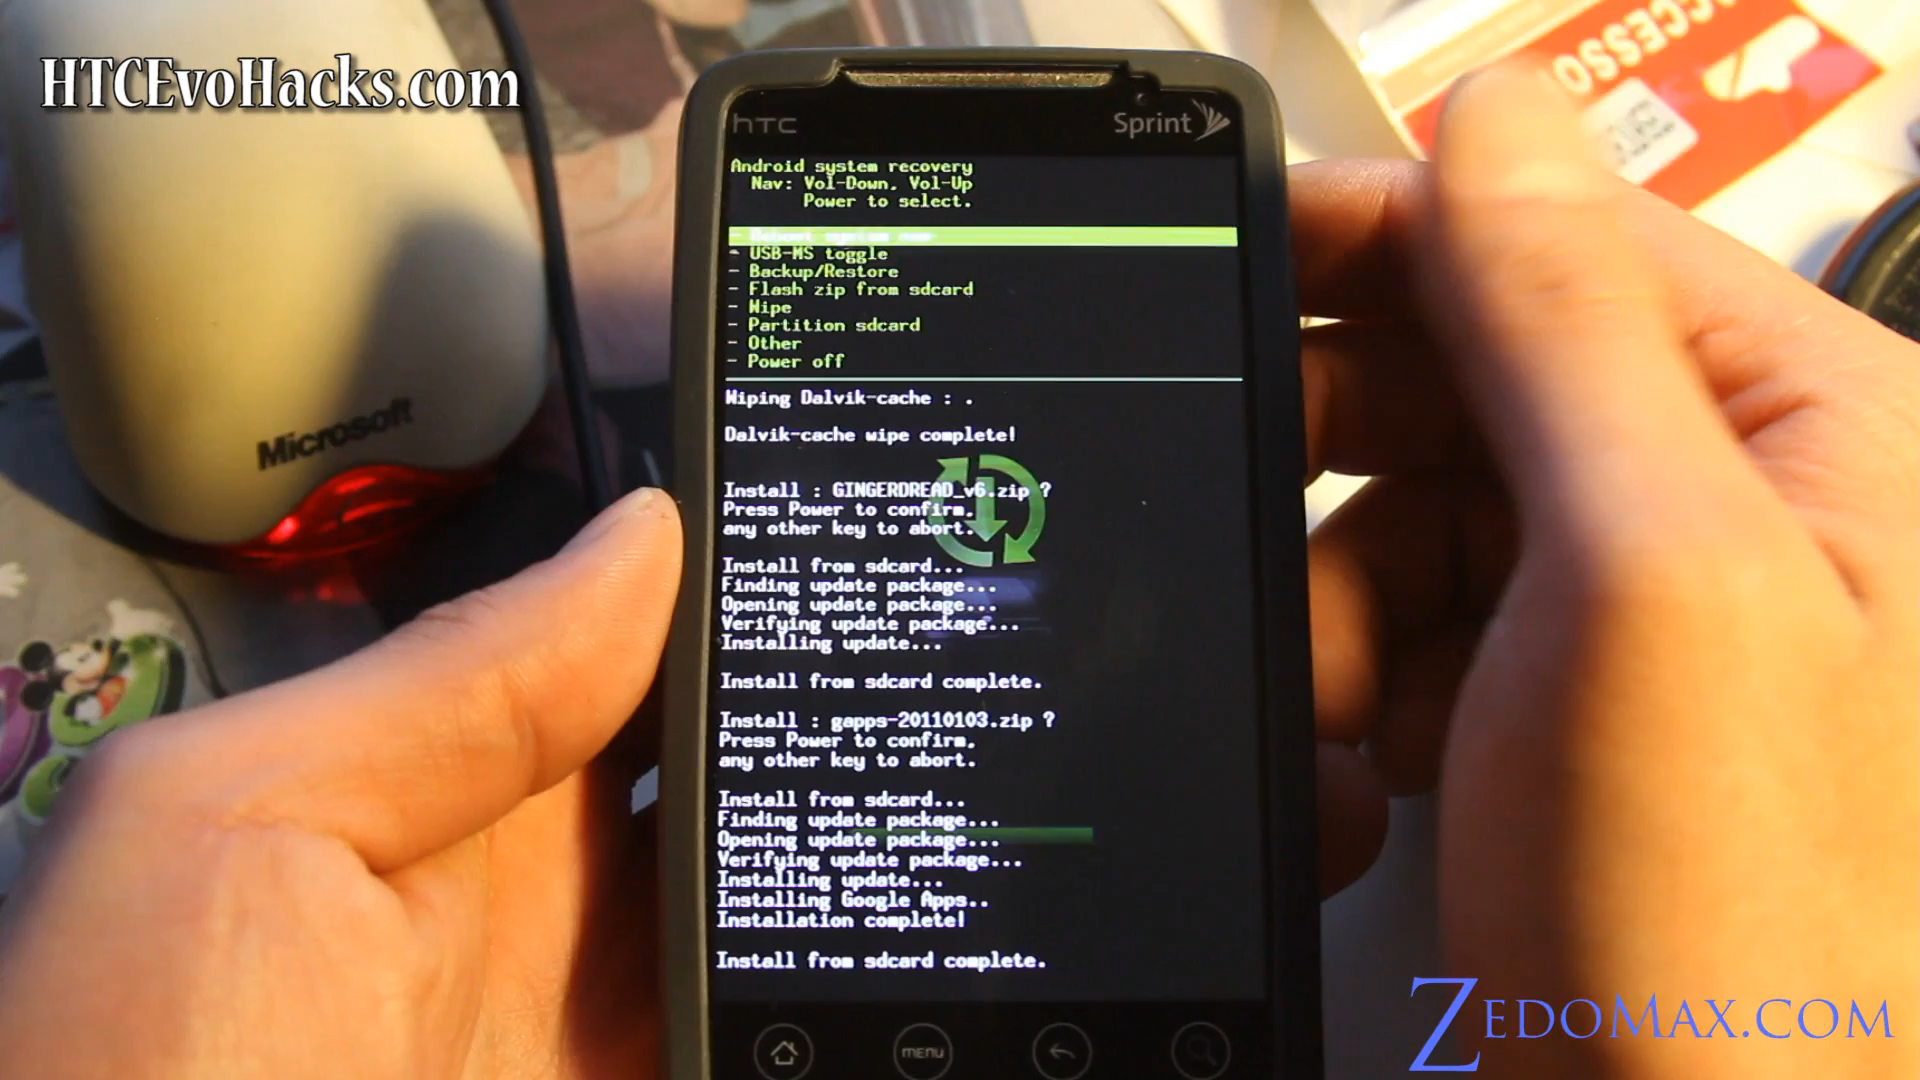 HTCEvoHacks.com
ACCESSO
hTC
Sprint
Android system recovery
Nav: Vol-Down, Vol-Up
Power to select.
- Reboot system now
- USB-MS toggle
- Backup/Restore
- Flash zip from sdcard
- Wipe
- Partition sdcard
- Other
- Power off
Wiping Dalvik-cache : .
Dalvik-cache wipe complete!
Install : GINGERDREAD_v6.zip ?
Press Power to confirm,
any other key to abort.
Install from sdcard...
Finding update package...
Opening update package...
Verifying update package...
Installing update...
Install from sdcard complete.
Install : gapps-20110103.zip ?
Press Power to confirm,
any other key to abort.
Install from sdcard...
Finding update package...
Opening update package...
Verifying update package...
Installing update...
Installing Google Apps..
Installation complete!
Install from sdcard complete.
Microsoft
MENU
ZEDOMAX.COM